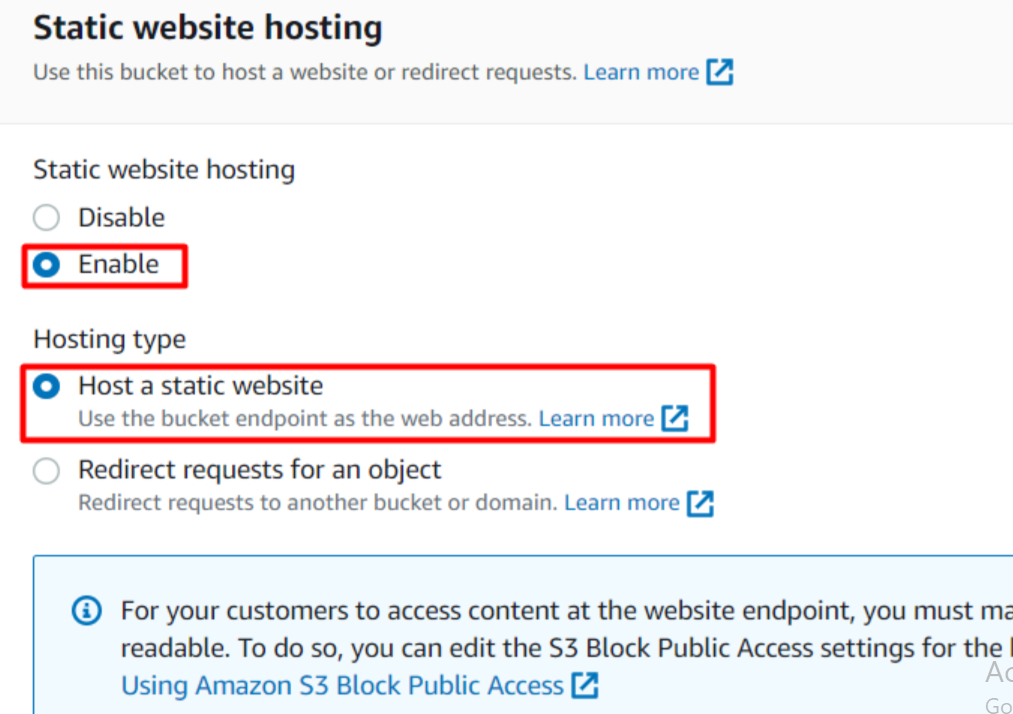 Static website hosting
Use this bucket to host a website or redirect requests. Learn more
Static website hosting
Disable
Enable
Hosting type
Host a static website
Use the bucket endpoint as the web address. Learn more
Redirect requests for an object
Redirect requests to another bucket or domain. Learn more
For your customers to access content at the website endpoint, you must
readable. To do so, you can edit the S3 Block Public Access settings for the
Using Amazon S3 Block Public Access